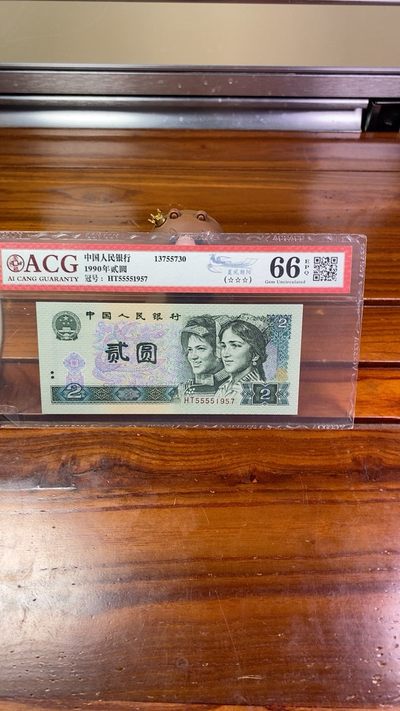 ACG
AI CANG GUARANTY
中国人民银行 13755730
1990年贰圆
冠号: HT55551957
(☆☆☆)
66 EPQ
Gem Uncirculated
中国人民银行
贰圆
2
2
2
HT55551957